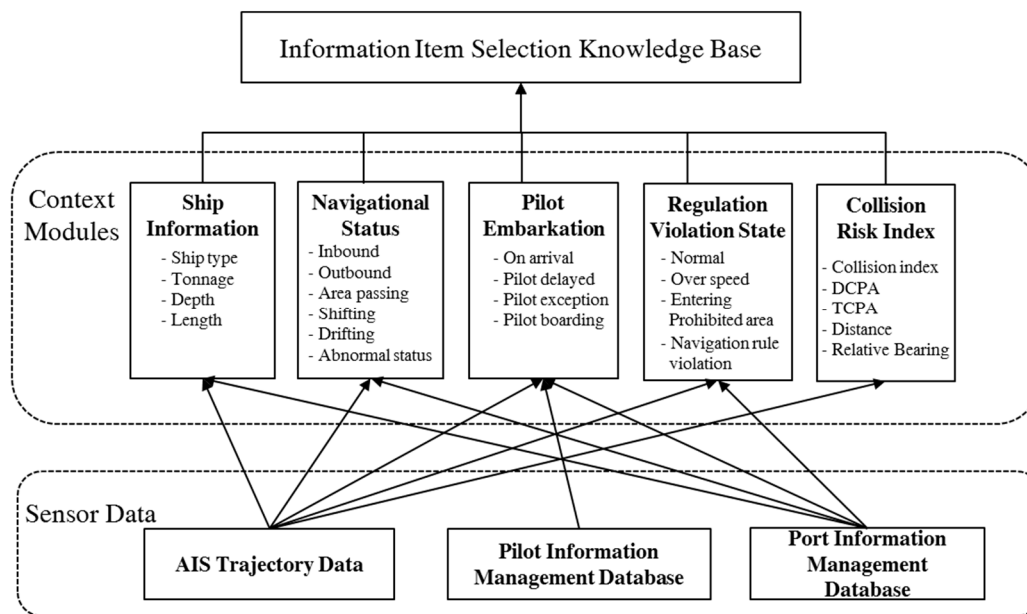 Information Item Selection Knowledge Base
Context
Modules
Ship
Information
- Ship type
- Tonnage
- Depth
- Length
Navigational
Status
- Inbound
- Outbound
- Area passing
- Shifting
- Drifting
- Abnormal status
Pilot
Embarkation
- On arrival
- Pilot delayed
- Pilot exception
- Pilot boarding
Regulation
Violation State
- Normal
- Over speed
- Entering
Prohibited area
- Navigation rule
violation
Collision
Risk Index
- Collision index
- DCPA
- TCPA
- Distance
- Relative Bearing
Sensor Data
AIS Trajectory Data
Pilot Information
Management Database
Port Information
Management
Database